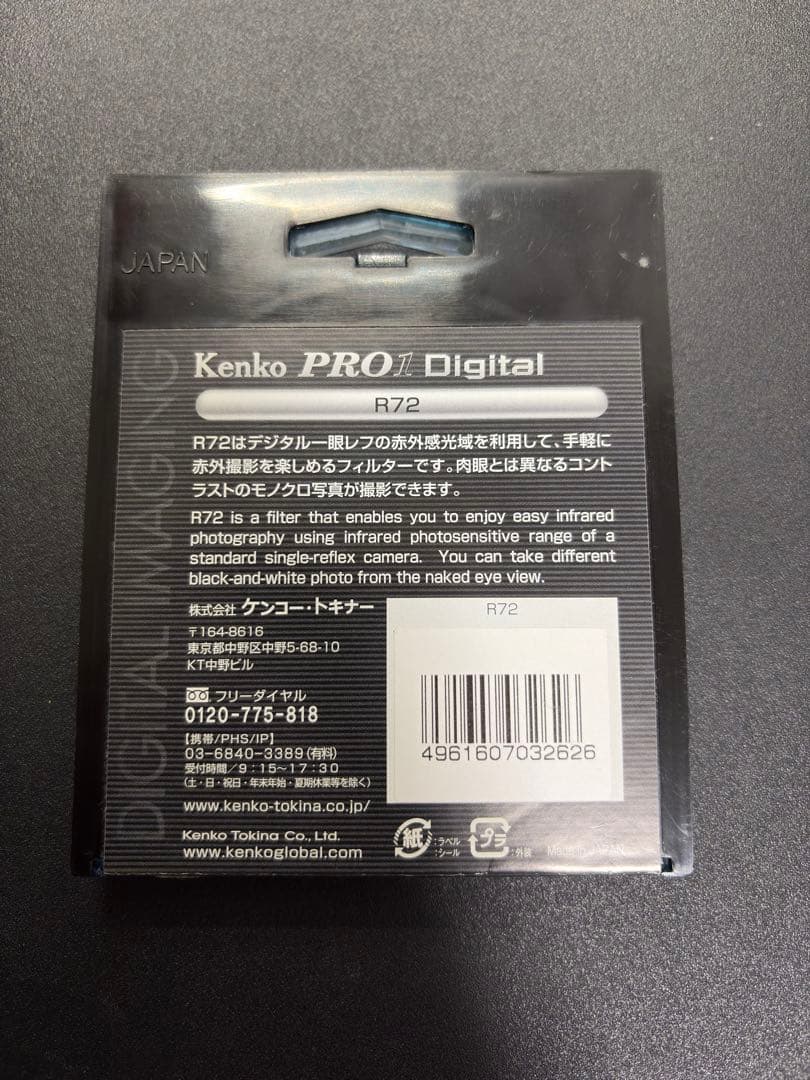 JAPAN
DIGITAL IMAGING
Kenko PRO1 Digital
R72
R72はデジタル一眼レフの赤外感光域を利用して、手軽に
赤外撮影を楽しめるフィルターです。肉眼とは異なるコント
ラストのモノクロ写真が撮影できます。
R72 is a filter that enables you to enjoy easy infrared
photography using infrared photosensitive range of a
standard single-reflex camera. You can take different
black-and-white photo from the naked eye view.
株式会社 ケンコー・トキナー
〒164-8616
東京都中野区中野5-68-10
KT中野ビル
フリーダイヤル
0120-775-818
【携帯/PHS/IP】
03-6840-3389(有料)
受付時間/9:15〜17:30
(土・日・祝日・年末年始・夏期休業等を除く)
www.kenko-tokina.co.jp/
Kenko Tokina Co., Ltd.
www.kenkoglobal.com
R72
4961607032626
紙 :ラベル
:シール
プラ :外装
Made in JAPAN